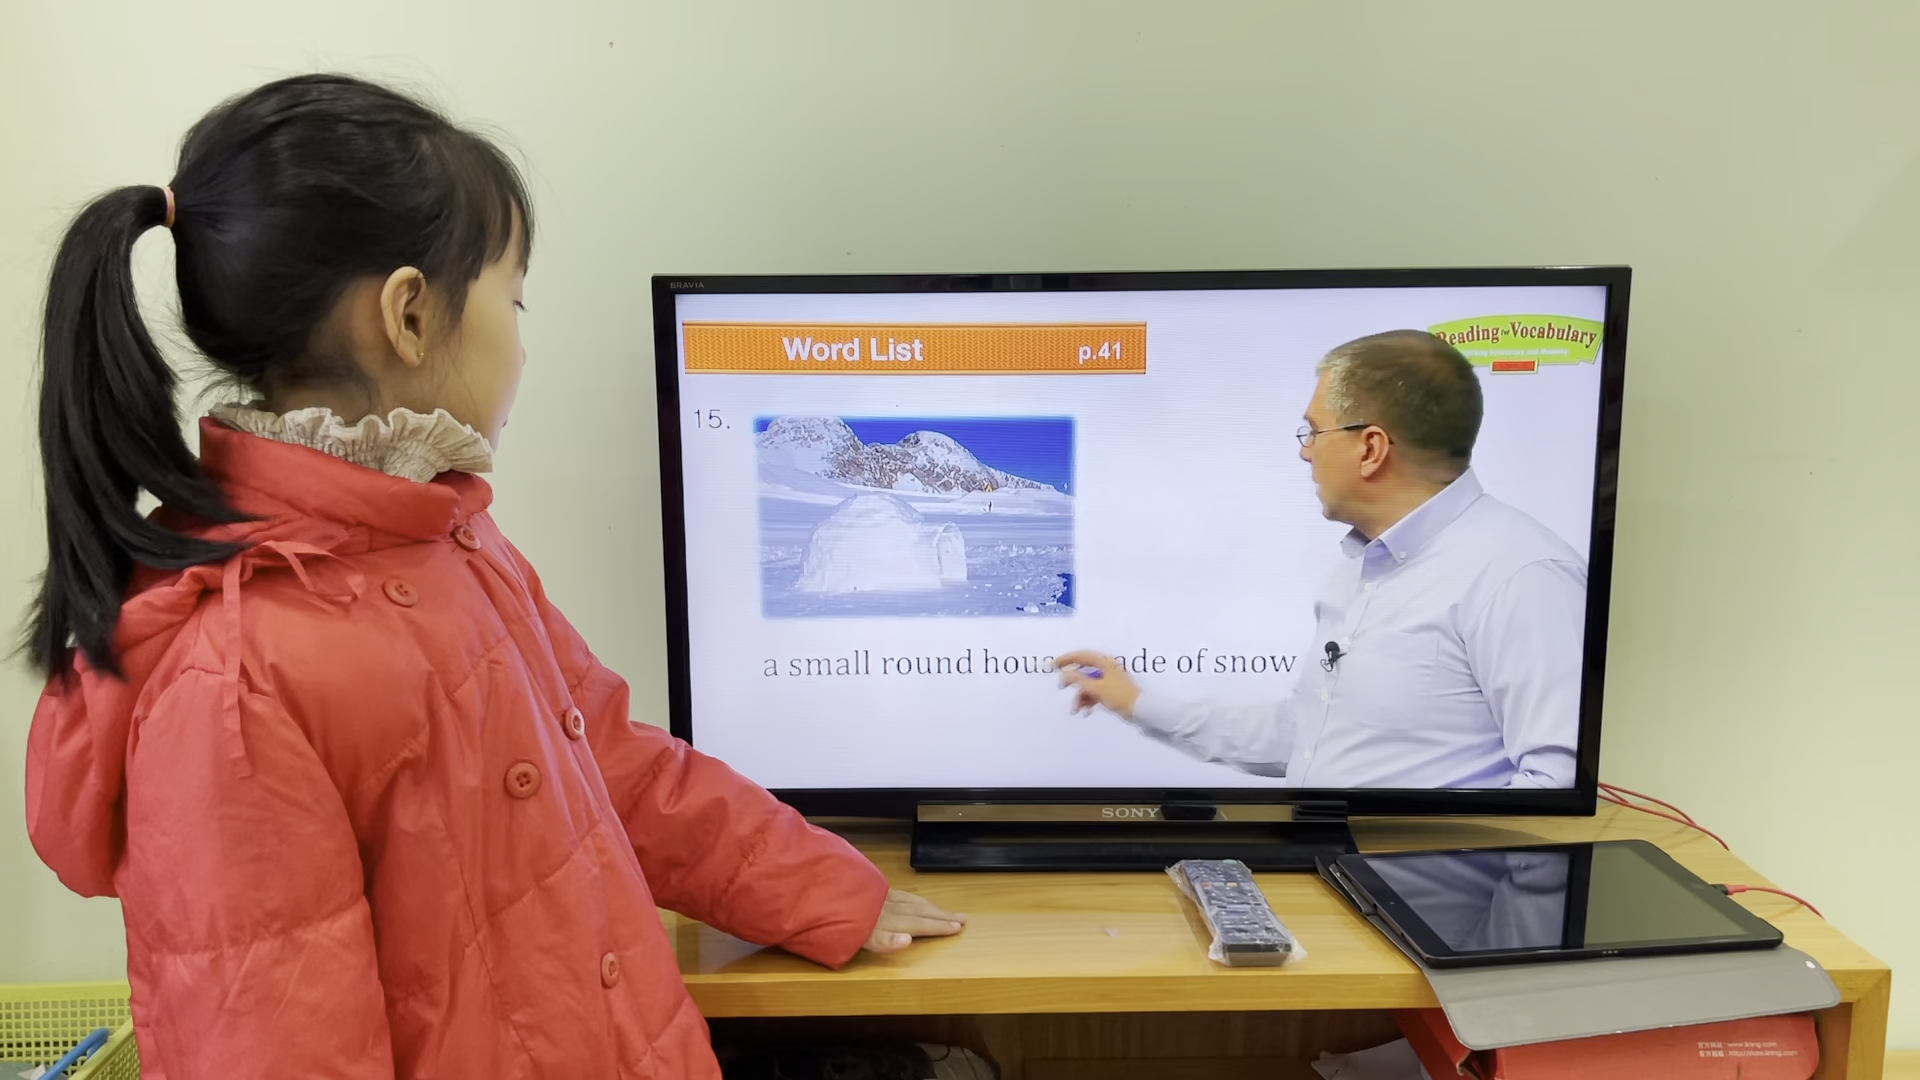 BRAVIA
Word List p.41
Reading for Vocabulary
15.
a small round hous ade of snow
SONY